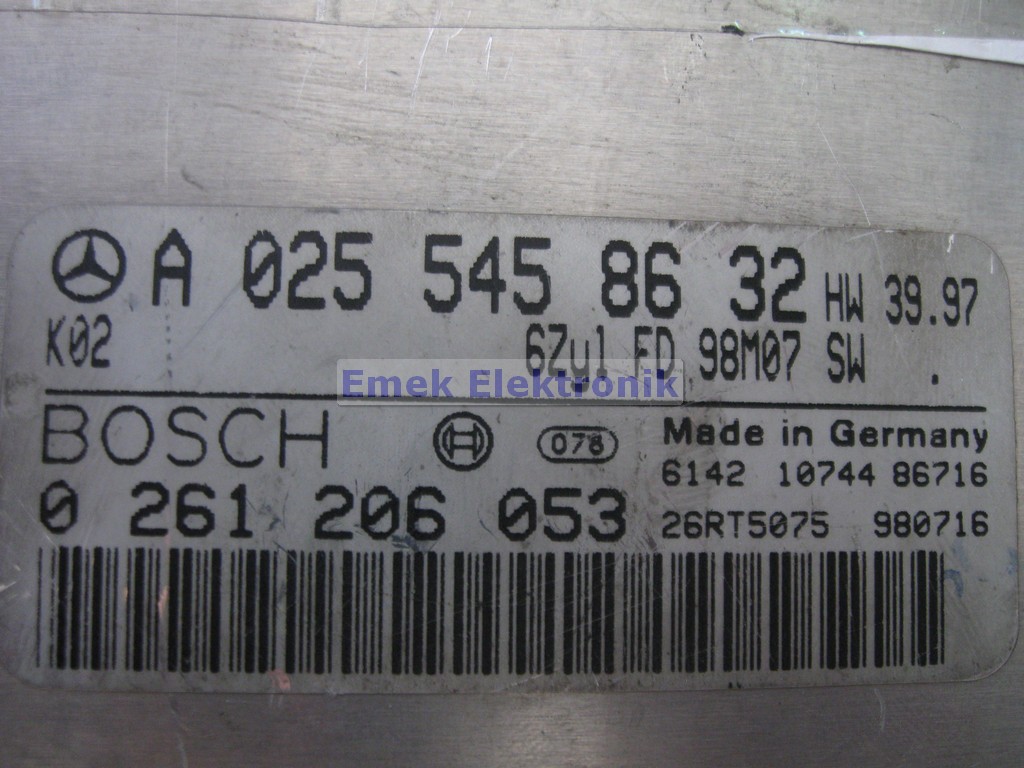 A 025 545 86 32 HW 39.97
K02 6Zyl FD 98M07 SW .
Emek Elektronik
BOSCH 078 Made in Germany
6142 10744 86716
0 261 206 053 26RT5075 980716